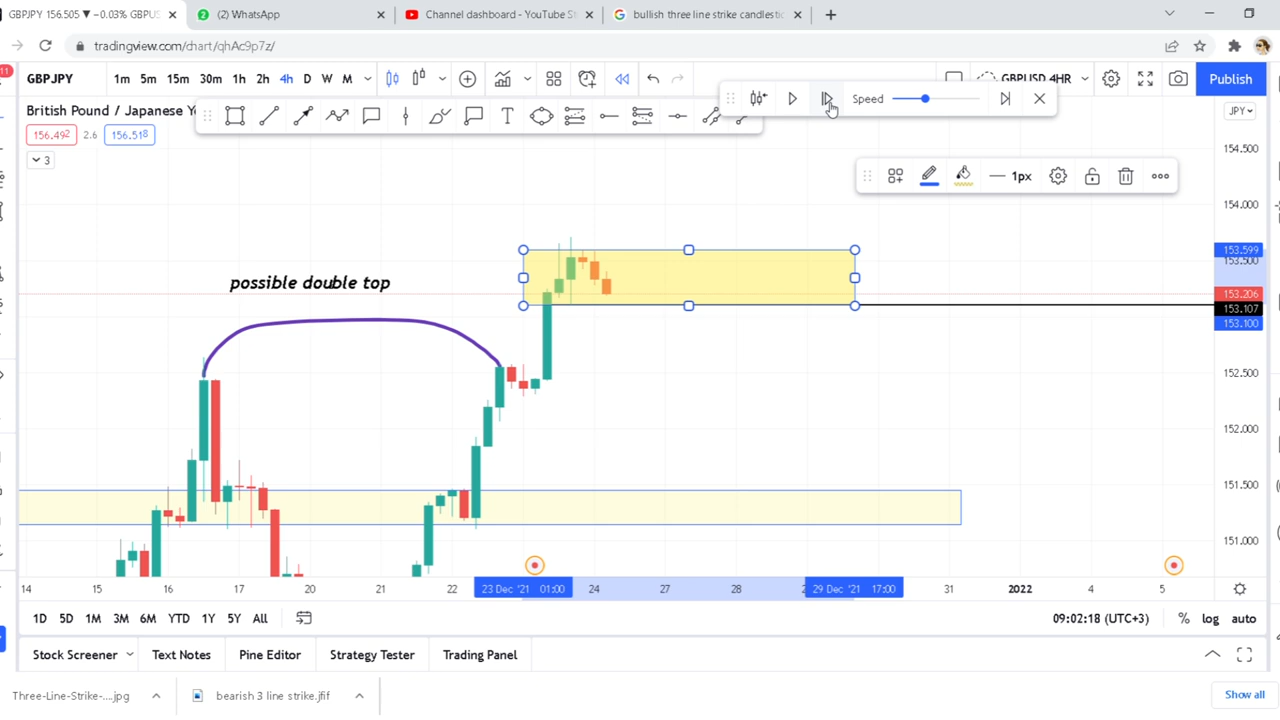 GBPJPY 156.505 ▼ −0.03% GBPUS
(2) WhatsApp
Channel dashboard - YouTube St
bullish three line strike candlestic
tradingview.com/chart/qhAc9p7z/
11
GBPJPY
1m 5m 15m 30m 1h 2h 4h D W M
GBPUSD 4HR
Publish
Speed
British Pound / Japanese Y
JPY
156.492 2.6 156.518
3
1px
154.500
154.000
153.599
153.500
153.206
153.107
153.100
152.500
152.000
151.500
151.000
possible double top
14 15 16 17 20 21 22 23 Dec '21 01:00 24 27 28 29 Dec '21 17:00 31 2022 4 5
1D 5D 1M 3M 6M YTD 1Y 5Y All
09:02:18 (UTC+3) % log auto
Stock Screener Text Notes Pine Editor Strategy Tester Trading Panel
Three-Line-Strike-....jpg
bearish 3 line strike.jfif
Show all